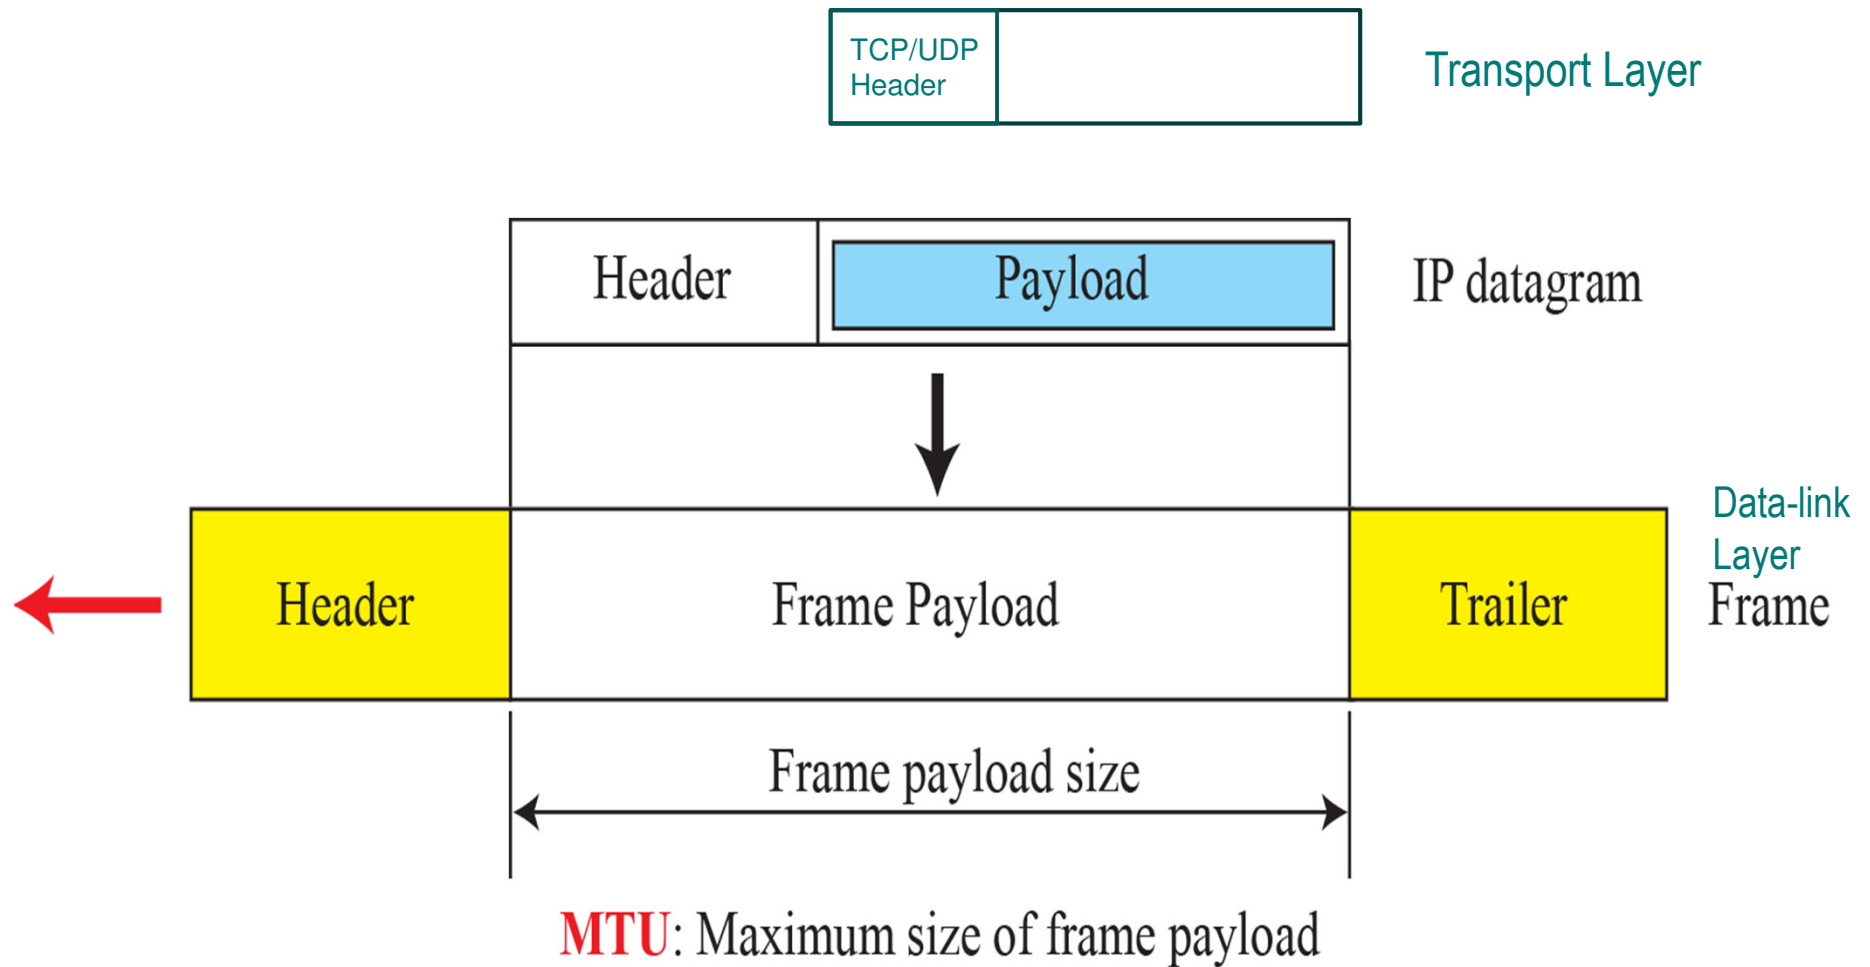 TCP/UDP
Header
Transport Layer
Header
Payload
IP datagram
Data-link
Layer
Header
Frame Payload
Trailer
Frame
Frame payload size
MTU: Maximum size of frame payload